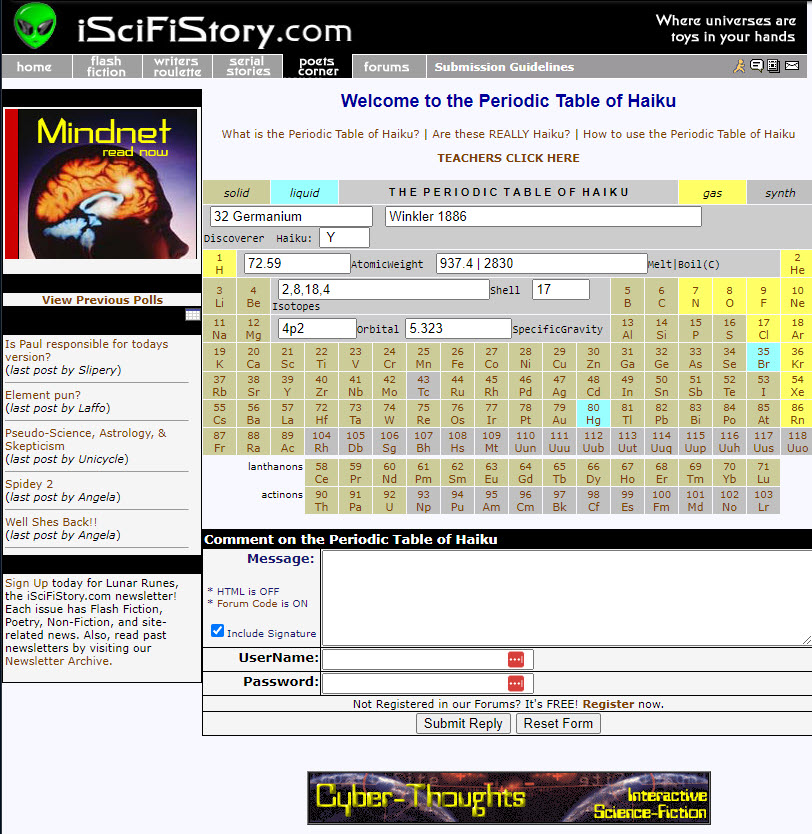 iSciFiStory.com
Where universes are
toys in your hands
home
flash
fiction
writers
roulette
serial
stories
poets
corner
forums
Submission Guidelines
Mindnet
read now
View Previous Polls
Is Paul responsible for todays
version?
(last post by Slipery)
Element pun?
(last post by Laffo)
Pseudo-Science, Astrology, &
Skepticism
(last post by Unicycle)
Spidey 2
(last post by Angela)
Well Shes Back!!
(last post by Angela)
Sign Up today for Lunar Runes,
the iSciFiStory.com newsletter!
Each issue has Flash Fiction,
Poetry, Non-Fiction, and site-
related news. Also, read past
newsletters by visiting our
Newsletter Archive.
Welcome to the Periodic Table of Haiku
What is the Periodic Table of Haiku? | Are these REALLY Haiku? | How to use the Periodic Table of Haiku
TEACHERS CLICK HERE
solid liquid THE PERIODIC TABLE OF HAIKU gas synth
32 Germanium Winkler 1886
Discoverer Haiku: Y
1 2
H 72.59 AtomicWeight 937.4 | 2830 Melt|Boil(C) He
3 4 2,8,18,4 Shell 17 5 6 7 8 9 10
Li Be Isotopes B C N O F Ne
11 12 4p2 Orbital 5.323 SpecificGravity 13 14 15 16 17 18
Na Mg Al Si P S Cl Ar
19 20 21 22 23 24 25 26 27 28 29 30 31 32 33 34 35 36
K Ca Sc Ti V Cr Mn Fe Co Ni Cu Zn Ga Ge As Se Br Kr
37 38 39 40 41 42 43 44 45 46 47 48 49 50 51 52 53 54
Rb Sr Y Zr Nb Mo Tc Ru Rh Pd Ag Cd In Sn Sb Te I Xe
55 56 57 72 73 74 75 76 77 78 79 80 81 82 83 84 85 86
Cs Ba La Hf Ta W Re Os Ir Pt Au Hg Tl Pb Bi Po At Rn
87 88 89 104 105 106 107 108 109 110 111 112 113 114 115 116 117 118
Fr Ra Ac Rh Db Sg Bh Hs Mt Uun Uuu Uub Uut Uuq Uup Uuh Uus Uuo
lanthanons 58 59 60 61 62 63 64 65 66 67 68 69 70 71
Ce Pr Nd Pm Sm Eu Gd Tb Dy Ho Er Tm Yb Lu
actinons 90 91 92 93 94 95 96 97 98 99 100 101 102 103
Th Pa U Np Pu Am Cm Bk Cf Es Fm Md No Lr
Comment on the Periodic Table of Haiku
Message:
* HTML is OFF
* Forum Code is ON
Include Signature
UserName:
Password:
Not Registered in our Forums? It's FREE! Register now.
Submit Reply Reset Form
Cyber-Thoughts
Interactive
Science-Fiction